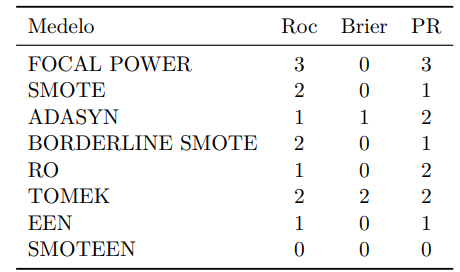 Medelo Roc Brier PR
FOCAL POWER 3 0 3
SMOTE 2 0 1
ADASYN 1 1 2
BORDERLINE SMOTE 2 0 1
RO 1 0 2
TOMEK 2 2 2
EEN 1 0 1
SMOTEEN 0 0 0